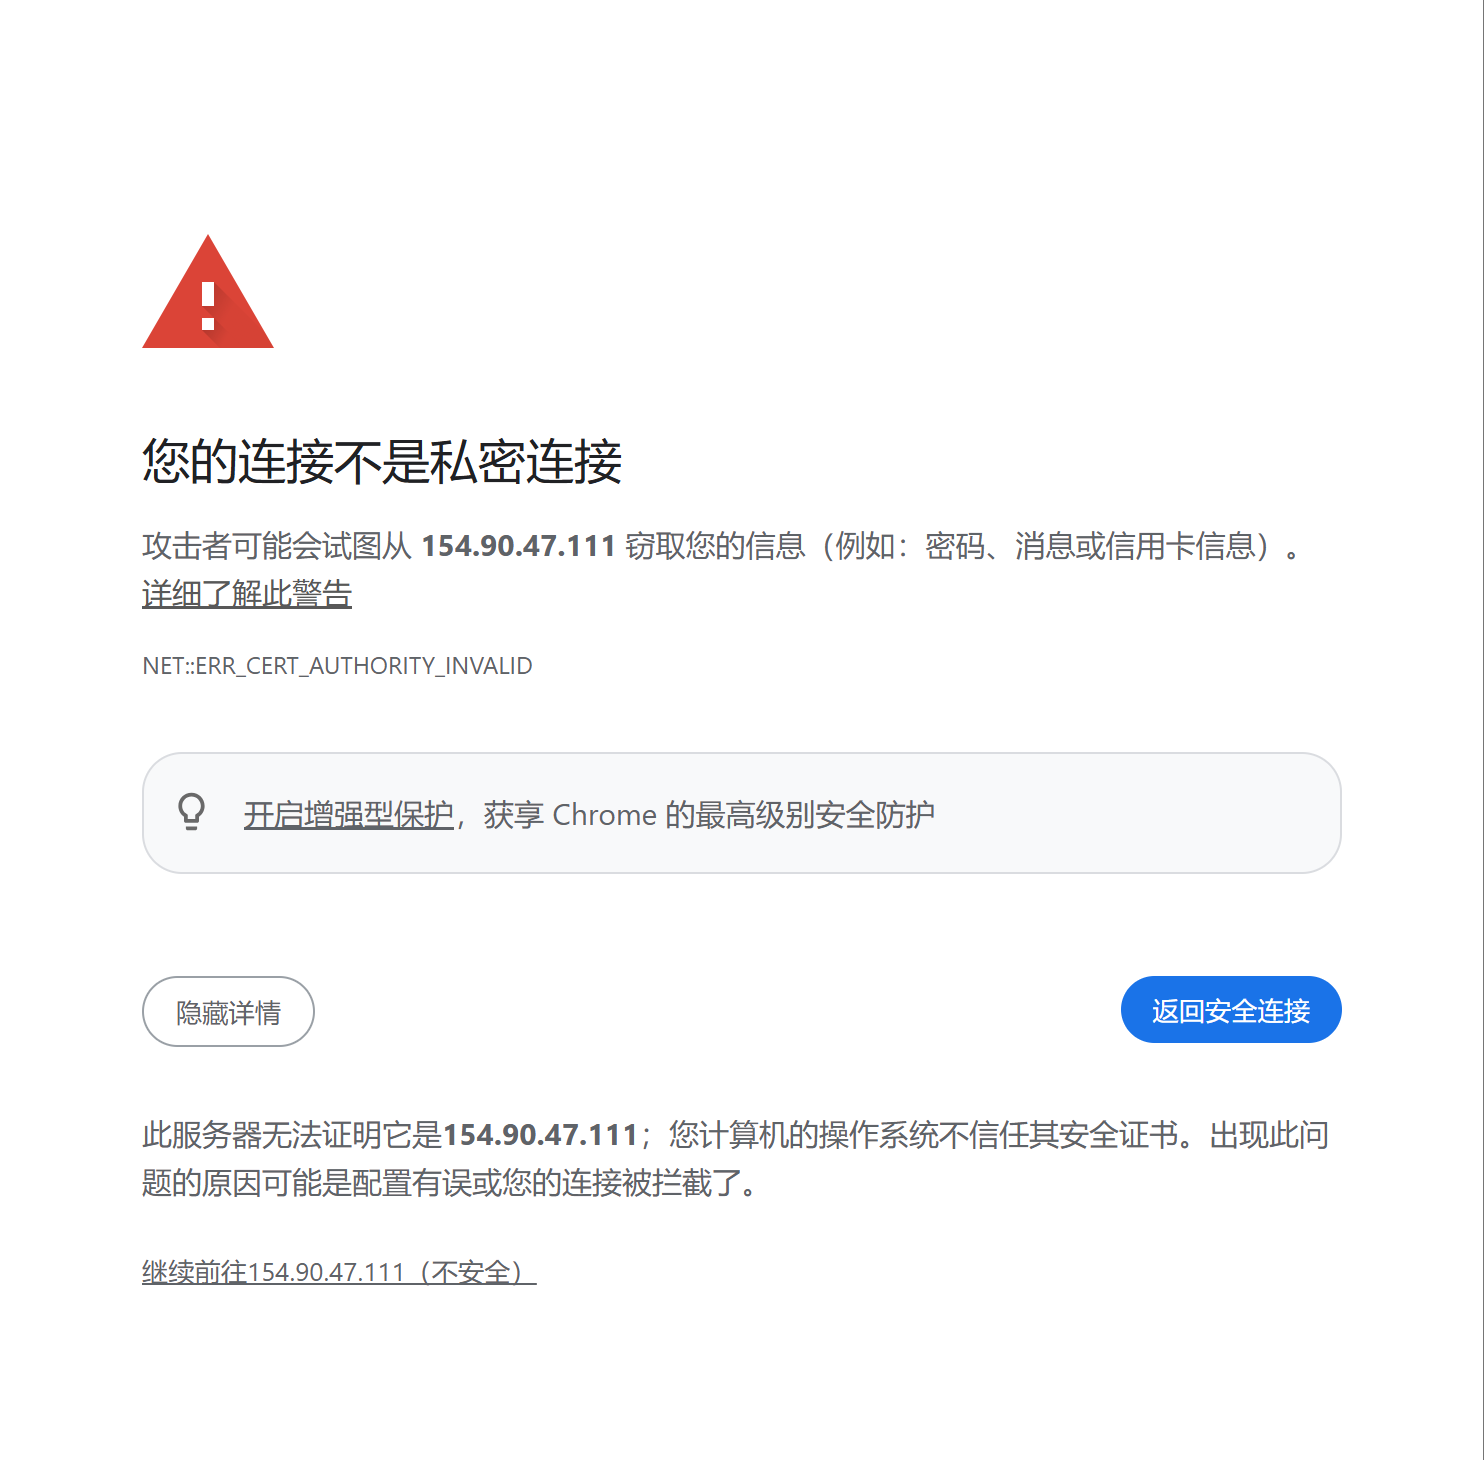 您的连接不是私密连接
攻击者可能会试图从 154.90.47.111 窃取您的信息（例如：密码、消息或信用卡信息）。
详细了解此警告
NET::ERR_CERT_AUTHORITY_INVALID
开启增强型保护，获享 Chrome 的最高级别安全防护
隐藏详情
返回安全连接
此服务器无法证明它是154.90.47.111；您计算机的操作系统不信任其安全证书。出现此问
题的原因可能是配置有误或您的连接被拦截了。
继续前往154.90.47.111（不安全）